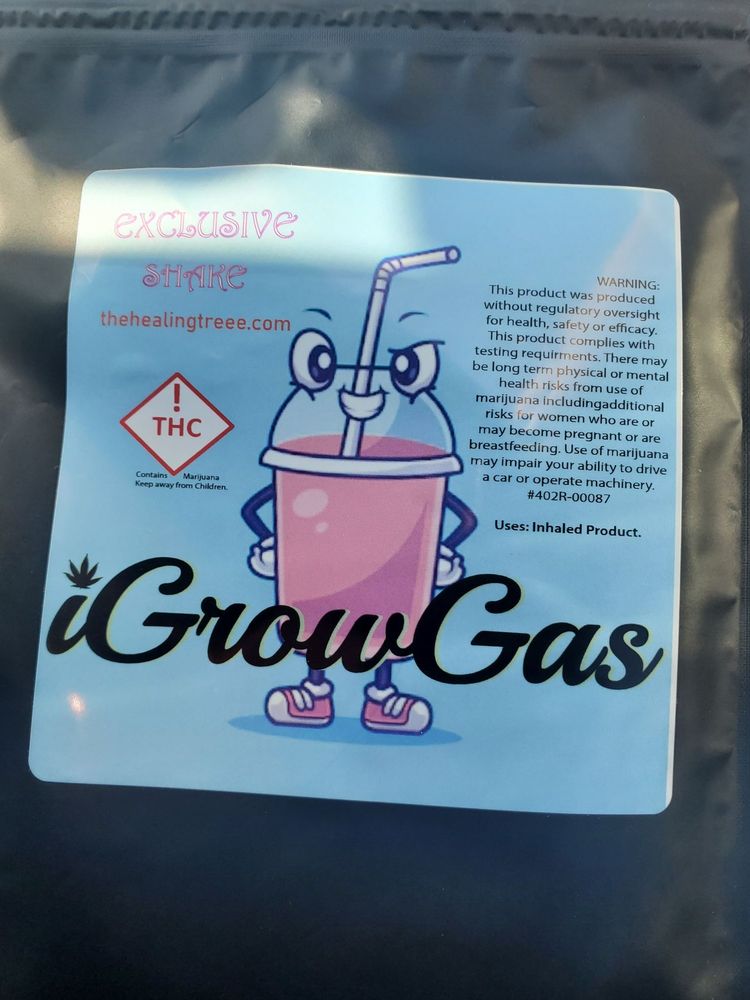 EXCLUSIVE
SHAKE
thehealingtreee.com
!
THC
Contains Marijuana
Keep away from Children.
WARNING:
This product was produced
without regulatory oversight
for health, safety or efficacy.
This product complies with
testing requirments. There may
be long term physical or mental
health risks from use of
marijuana includingadditional
risks for women who are or
may become pregnant or are
breastfeeding. Use of marijuana
may impair your ability to drive
a car or operate machinery.
#402R-00087
Uses: Inhaled Product.
iGrowGas